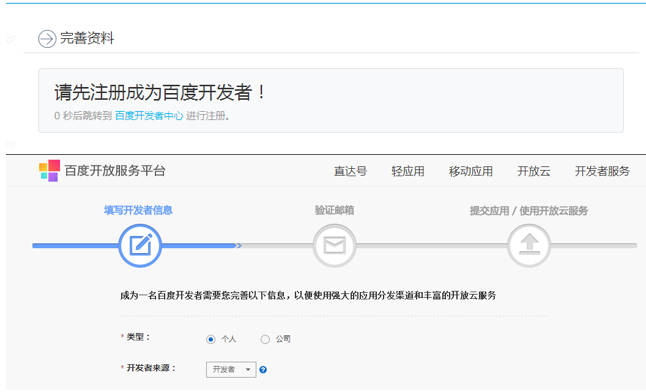 完善资料
请先注册成为百度开发者！
0 秒后跳转到 百度开发者中心 进行注册。
百度开放服务平台 直达号 轻应用 移动应用 开放云 开发者服务
填写开发者信息 验证邮箱 提交应用 / 使用开放云服务
成为一名百度开发者需要您完善以下信息，以便使用强大的应用分发渠道和丰富的开放云服务
* 类型： 个人 公司
* 开发者来源： 开发者 ?